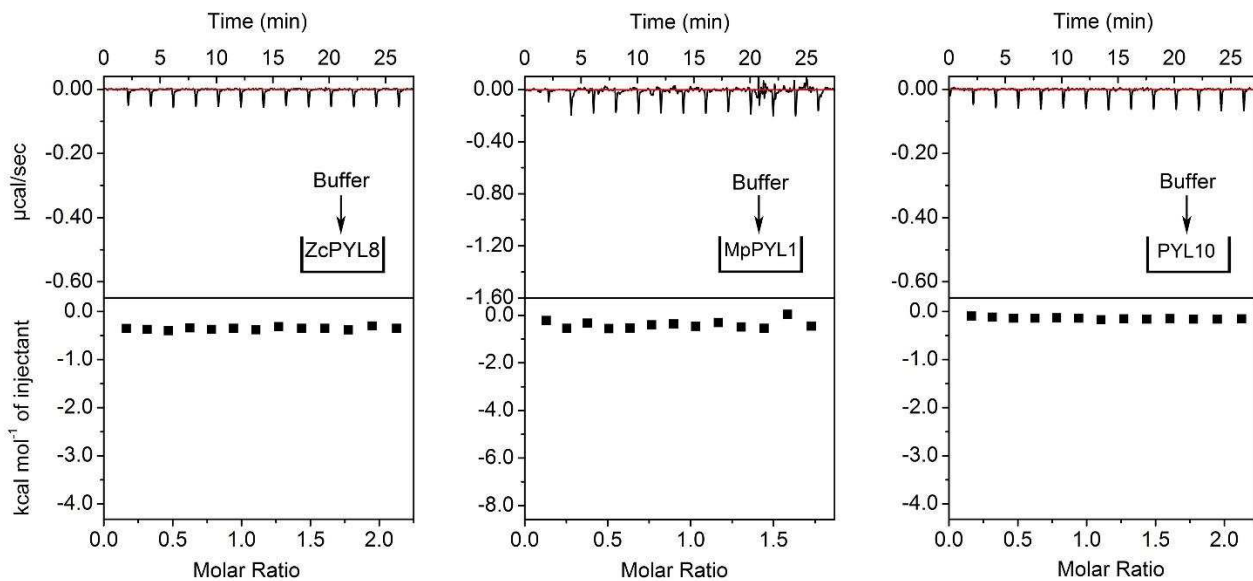 Time (min)
0 5 10 15 20 25
0.00
-0.20
-0.40
-0.60
µcal/sec
Buffer
ZcPYL8
0.0
-1.0
-2.0
-3.0
-4.0
kcal mol⁻¹ of injectant
0.0 0.5 1.0 1.5 2.0
Molar Ratio
Time (min)
0 5 10 15 20 25
0.00
-0.40
-0.80
-1.20
-1.60
Buffer
MpPYL1
0.0
-2.0
-4.0
-6.0
-8.0
0.0 0.5 1.0 1.5
Molar Ratio
Time (min)
0 5 10 15 20 25
0.00
-0.20
-0.40
-0.60
Buffer
PYL10
0.0
-1.0
-2.0
-3.0
-4.0
0.0 0.5 1.0 1.5 2.0
Molar Ratio